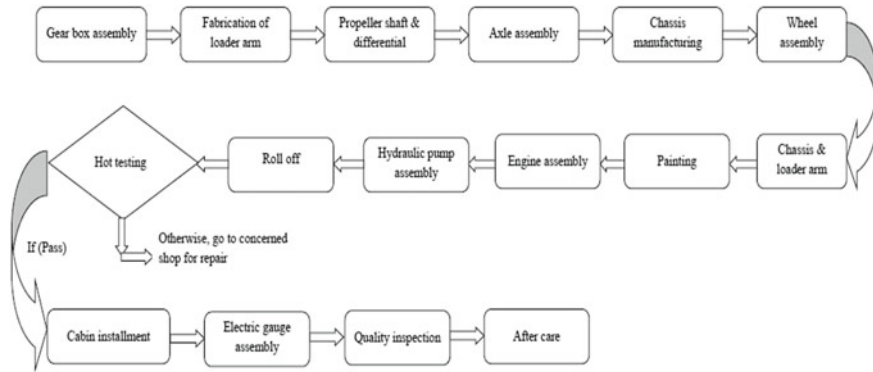 Gear box assembly
Fabrication of
loader arm
Propeller shaft &
differential
Axle assembly
Chassis
manufacturing
Wheel
assembly
Hot testing
Roll off
Hydraulic pump
assembly
Engine assembly
Painting
Chassis &
loader arm
If (Pass)
Otherwise, go to concerned
shop for repair
Cabin installment
Electric gauge
assembly
Quality inspection
After care